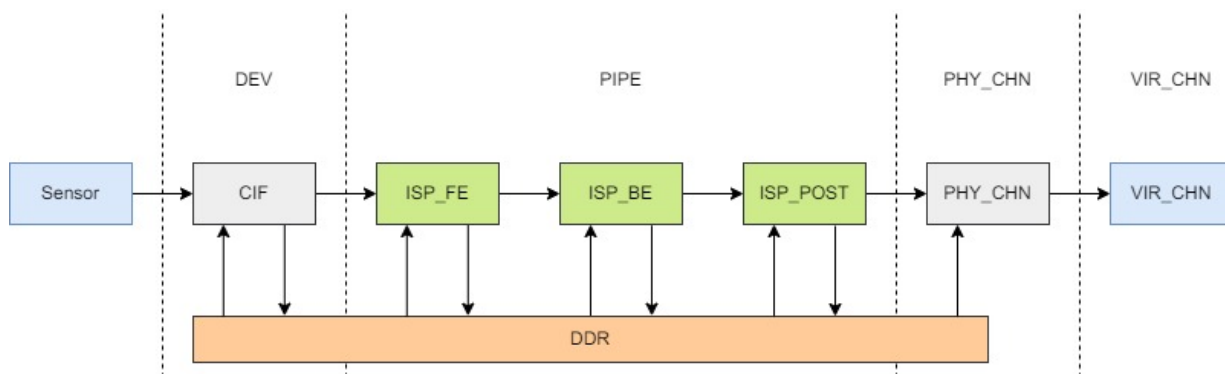 DEV
PIPE
PHY_CHN
VIR_CHN
Sensor
CIF
ISP_FE
ISP_BE
ISP_POST
PHY_CHN
VIR_CHN
DDR